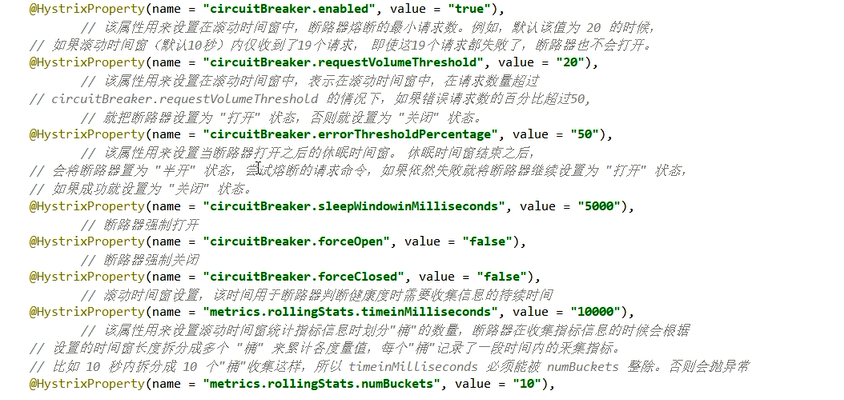 @HystrixProperty(name = "circuitBreaker.enabled", value = "true"),
// 该属性用来设置在滚动时间窗中，断路器熔断的最小请求数。例如，默认该值为 20 的时候，
// 如果滚动时间窗（默认10秒）内仅收到了19个请求， 即使这19个请求都失败了，断路器也不会打开。
@HystrixProperty(name = "circuitBreaker.requestVolumeThreshold", value = "20"),
// 该属性用来设置在滚动时间窗中，表示在滚动时间窗中，在请求数量超过
// circuitBreaker.requestVolumeThreshold 的情况下，如果错误请求数的百分比超过50,
// 就把断路器设置为 "打开" 状态，否则就设置为 "关闭" 状态。
@HystrixProperty(name = "circuitBreaker.errorThresholdPercentage", value = "50"),
// 该属性用来设置当断路器打开之后的休眠时间窗。 休眠时间窗结束之后，
// 会将断路器置为 "半开" 状态，尝试熔断的请求命令，如果依然失败就将断路器继续设置为 "打开" 状态，
// 如果成功就设置为 "关闭" 状态。
@HystrixProperty(name = "circuitBreaker.sleepWindowinMilliseconds", value = "5000"),
// 断路器强制打开
@HystrixProperty(name = "circuitBreaker.forceOpen", value = "false"),
// 断路器强制关闭
@HystrixProperty(name = "circuitBreaker.forceClosed", value = "false"),
// 滚动时间窗设置，该时间用于断路器判断健康度时需要收集信息的持续时间
@HystrixProperty(name = "metrics.rollingStats.timeinMilliseconds", value = "10000"),
// 该属性用来设置滚动时间窗统计指标信息时划分"桶"的数量，断路器在收集指标信息的时候会根据
// 设置的时间窗长度拆分成多个 "桶" 来累计各度量值，每个"桶"记录了一段时间内的采集指标。
// 比如 10 秒内拆分成 10 个"桶"收集这样，所以 timeinMilliseconds 必须能被 numBuckets 整除。否则会抛异常
@HystrixProperty(name = "metrics.rollingStats.numBuckets", value = "10"),